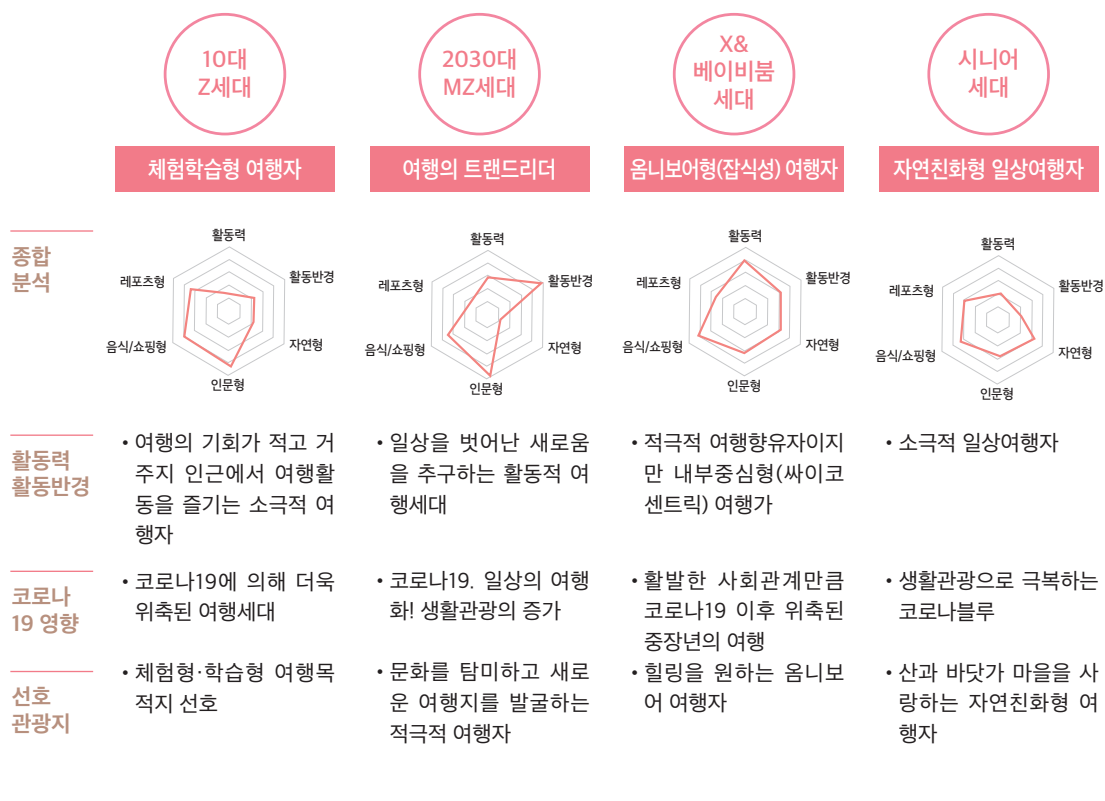 10대
Z세대
2030대
MZ세대
X&
베이비붐
세대
시니어
세대
체험학습형 여행자
여행의 트랜드리더
옴니보어형(잡식성) 여행자
자연친화형 일상여행자
종합
분석
활동력
활동반경
자연형
인문형
음식/쇼핑형
레포츠형
활동력
활동반경
자연형
인문형
음식/쇼핑형
레포츠형
활동력
활동반경
자연형
인문형
음식/쇼핑형
레포츠형
활동력
활동반경
자연형
인문형
음식/쇼핑형
레포츠형
활동력
활동반경
• 여행의 기회가 적고 거
주지 인근에서 여행활
동을 즐기는 소극적 여
행자
• 일상을 벗어난 새로움
을 추구하는 활동적 여
행세대
• 적극적 여행향유자이지
만 내부중심형(싸이코
센트릭) 여행가
• 소극적 일상여행자
코로나
19 영향
• 코로나19에 의해 더욱
위축된 여행세대
• 코로나19. 일상의 여행
화! 생활관광의 증가
• 활발한 사회관계만큼
코로나19 이후 위축된
중장년의 여행
• 생활관광으로 극복하는
코로나블루
선호
관광지
• 체험형·학습형 여행목
적지 선호
• 문화를 탐미하고 새로
운 여행지를 발굴하는
적극적 여행자
• 힐링을 원하는 옴니보
어 여행자
• 산과 바닷가 마을을 사
랑하는 자연친화형 여
행자